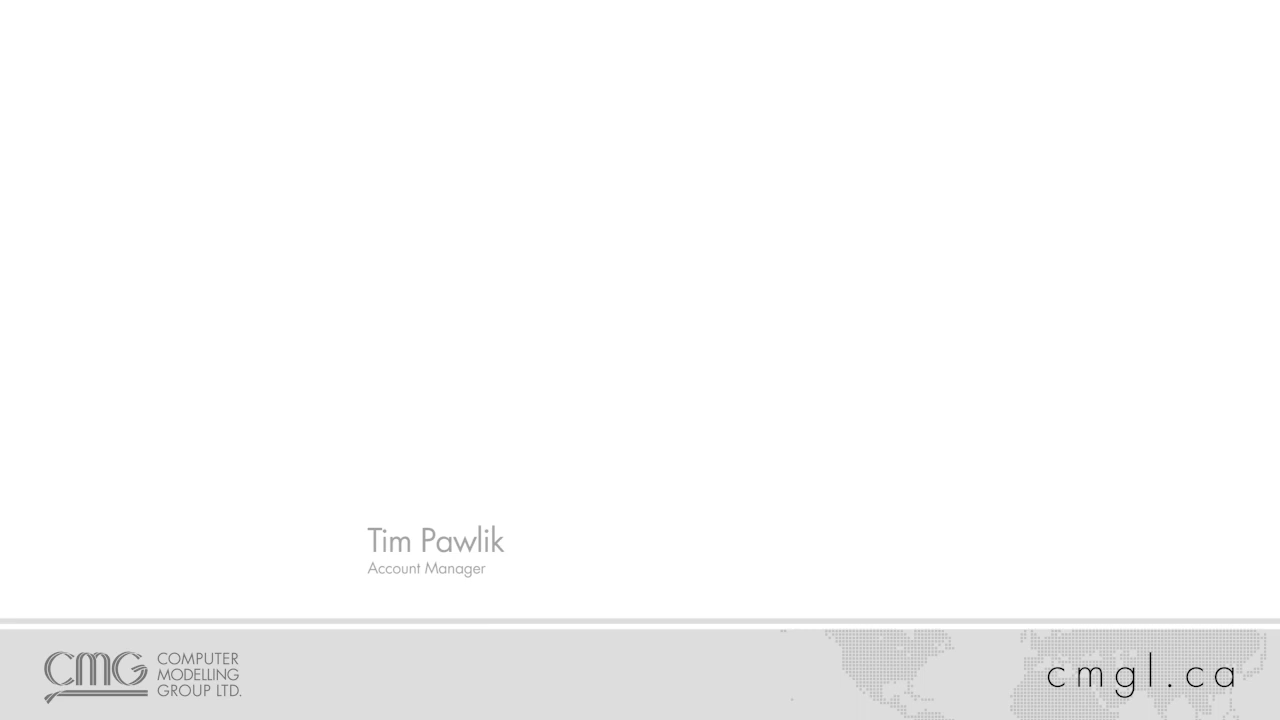 Tim Pawlik
Account Manager
CMG
COMPUTER
MODELLING
GROUP LTD.
cmgl.ca